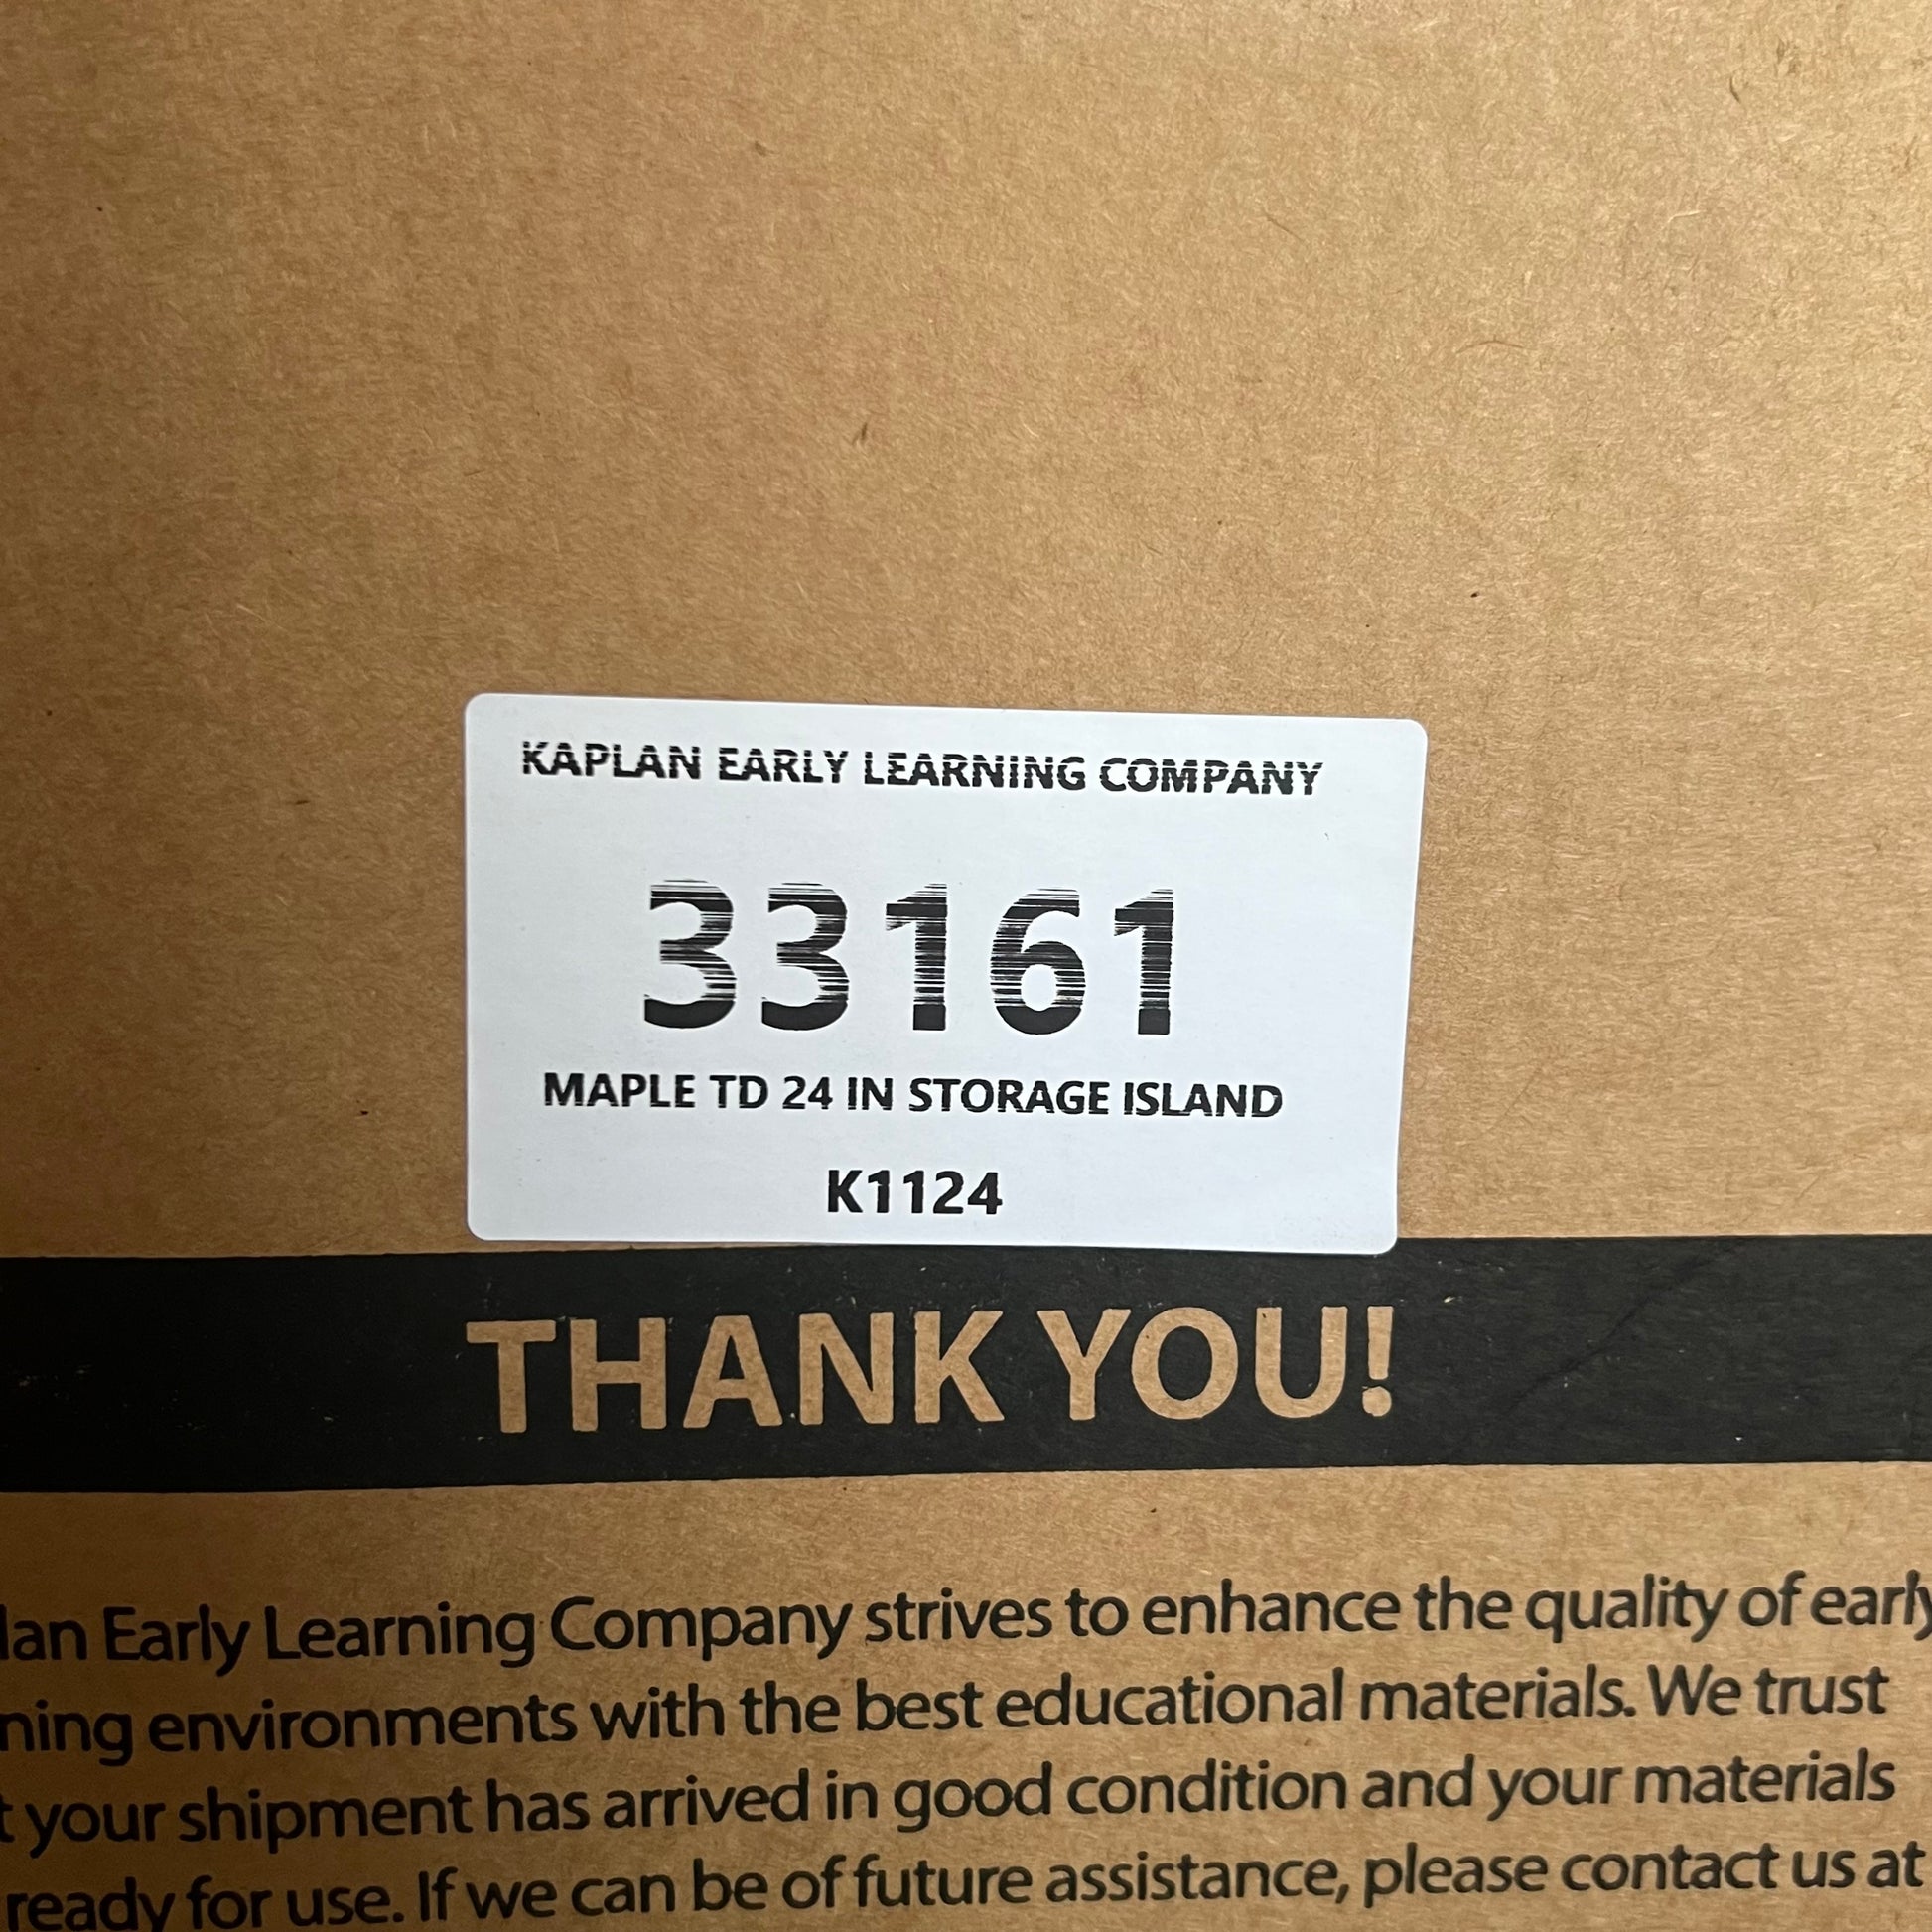 KAPLAN EARLY LEARNING COMPANY
33161
MAPLE TD 24 IN STORAGE ISLAND
K1124
THANK YOU!
lan Early Learning Company strives to enhance the quality of early
ning environments with the best educational materials. We trust
t your shipment has arrived in good condition and your materials
ready for use. If we can be of future assistance, please contact us at